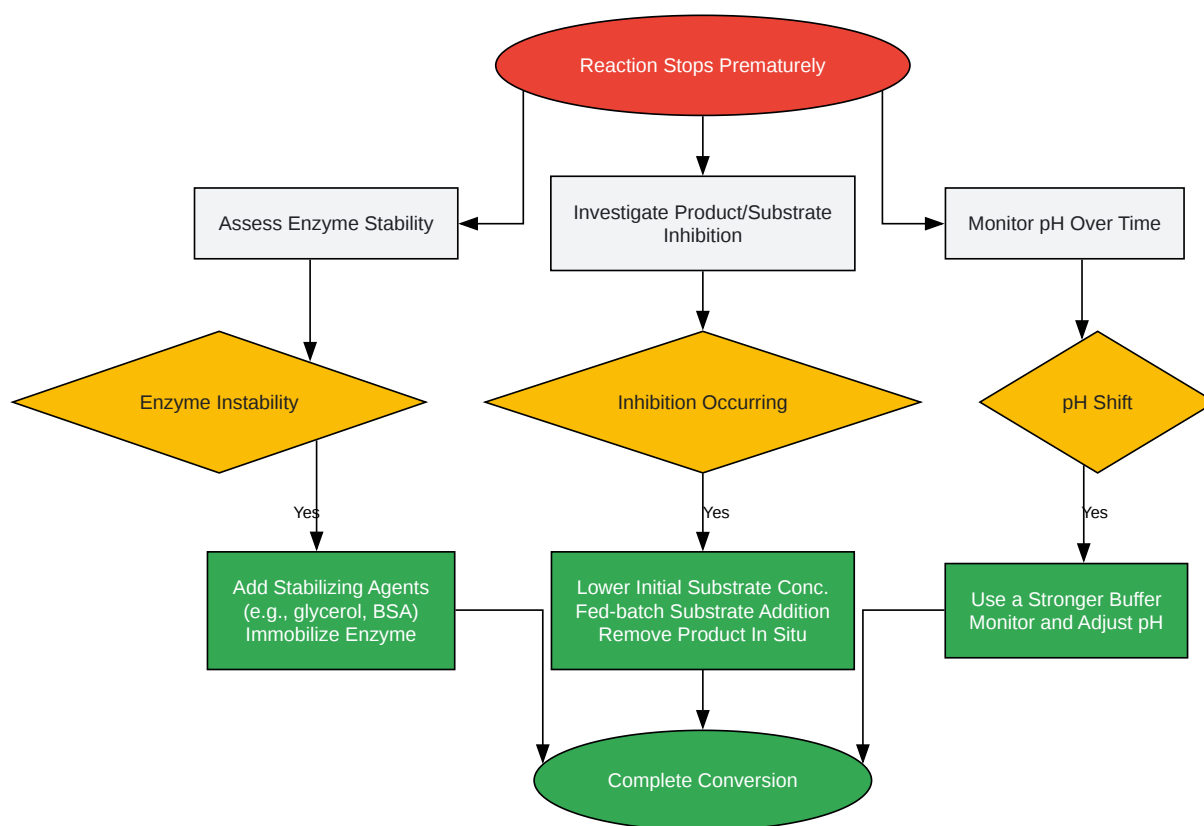 Reaction Stops Prematurely
Assess Enzyme Stability
Investigate Product/Substrate
Inhibition
Monitor pH Over Time
Enzyme Instability
Inhibition Occurring
pH Shift
Yes
Yes
Yes
Add Stabilizing Agents
(e.g., glycerol, BSA)
Immobilize Enzyme
Lower Initial Substrate Conc.
Fed-batch Substrate Addition
Remove Product In Situ
Use a Stronger Buffer
Monitor and Adjust pH
Complete Conversion